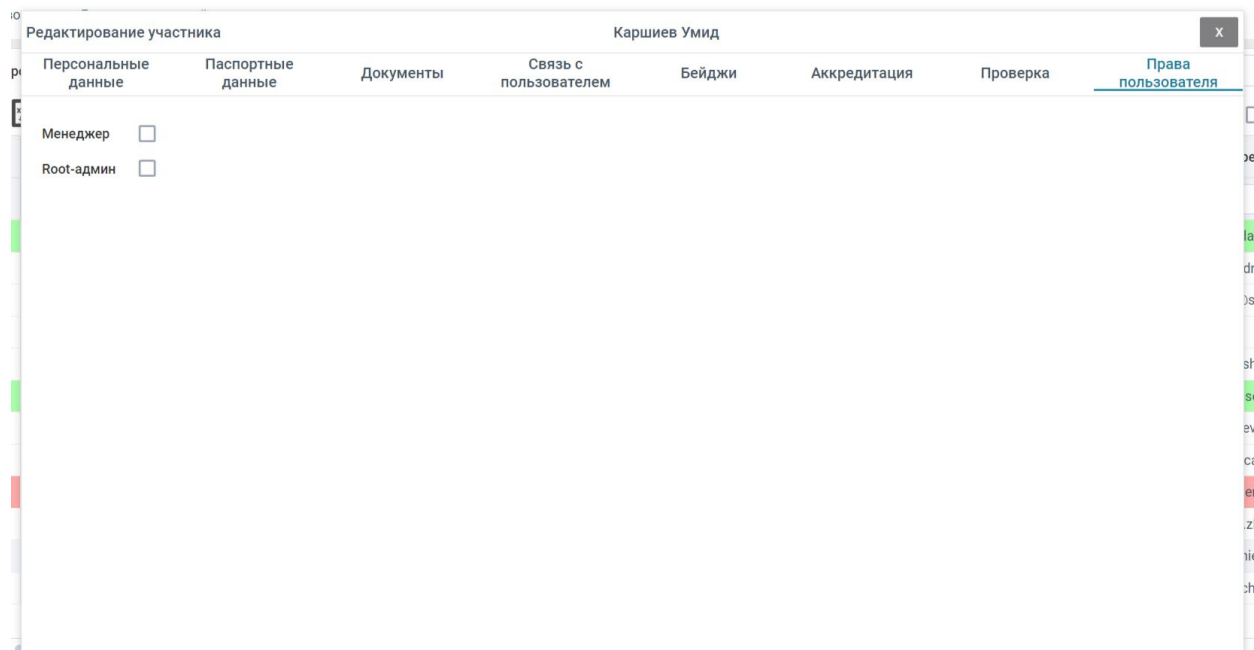 Редактирование участника
Каршиев Умид
X
Персональные данные
Паспортные данные
Документы
Связь с пользователем
Бейджи
Аккредитация
Проверка
Права пользователя
Менеджер
Root-админ